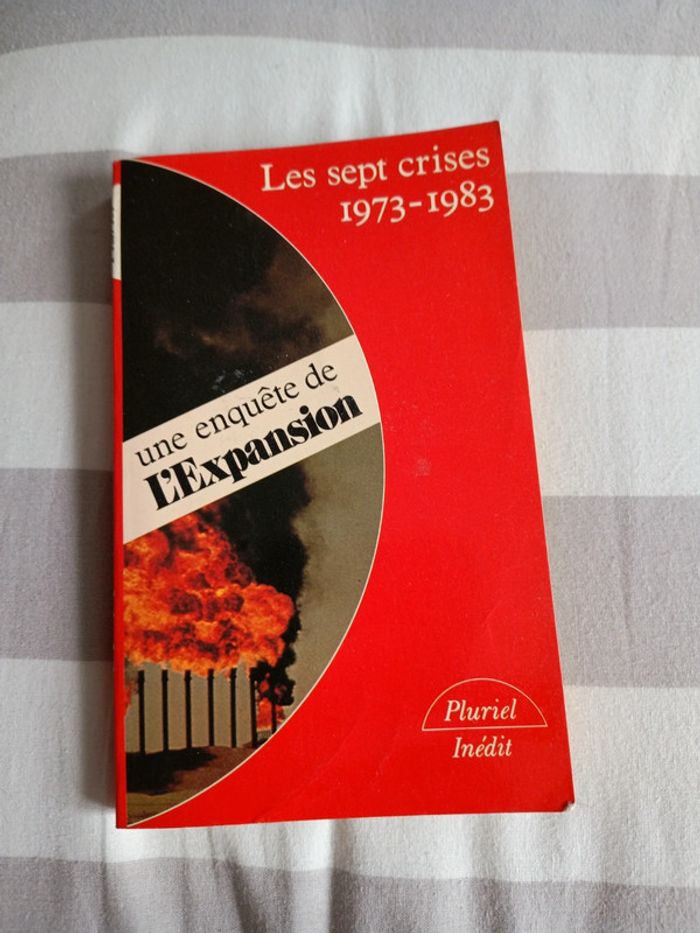 Les sept crises
1973-1983
une enquête de
L'Expansion
Pluriel
Inédit